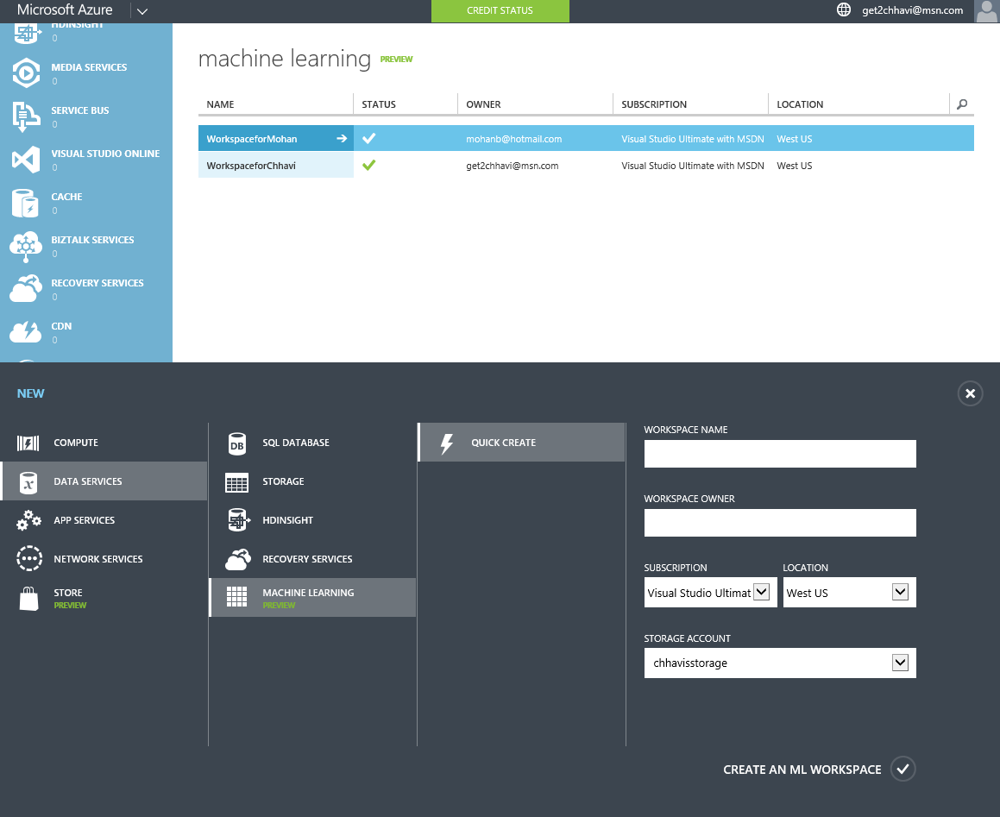 Microsoft Azure
CREDIT STATUS
get2chhavi@msn.com
HDINSIGHT
0
MEDIA SERVICES
0
SERVICE BUS
0
VISUAL STUDIO ONLINE
0
CACHE
0
BIZTALK SERVICES
0
RECOVERY SERVICES
0
CDN
0
machine learning PREVIEW
NAME STATUS OWNER SUBSCRIPTION LOCATION
WorkspaceforMohan mohanb@hotmail.com Visual Studio Ultimate with MSDN West US
WorkspaceforChhavi get2chhavi@msn.com Visual Studio Ultimate with MSDN West US
NEW
COMPUTE
DATA SERVICES
APP SERVICES
NETWORK SERVICES
STORE
PREVIEW
DB
SQL DATABASE
STORAGE
HDINSIGHT
RECOVERY SERVICES
MACHINE LEARNING
PREVIEW
QUICK CREATE
WORKSPACE NAME
WORKSPACE OWNER
SUBSCRIPTION LOCATION
Visual Studio Ultimat West US
STORAGE ACCOUNT
chhavisstorage
CREATE AN ML WORKSPACE